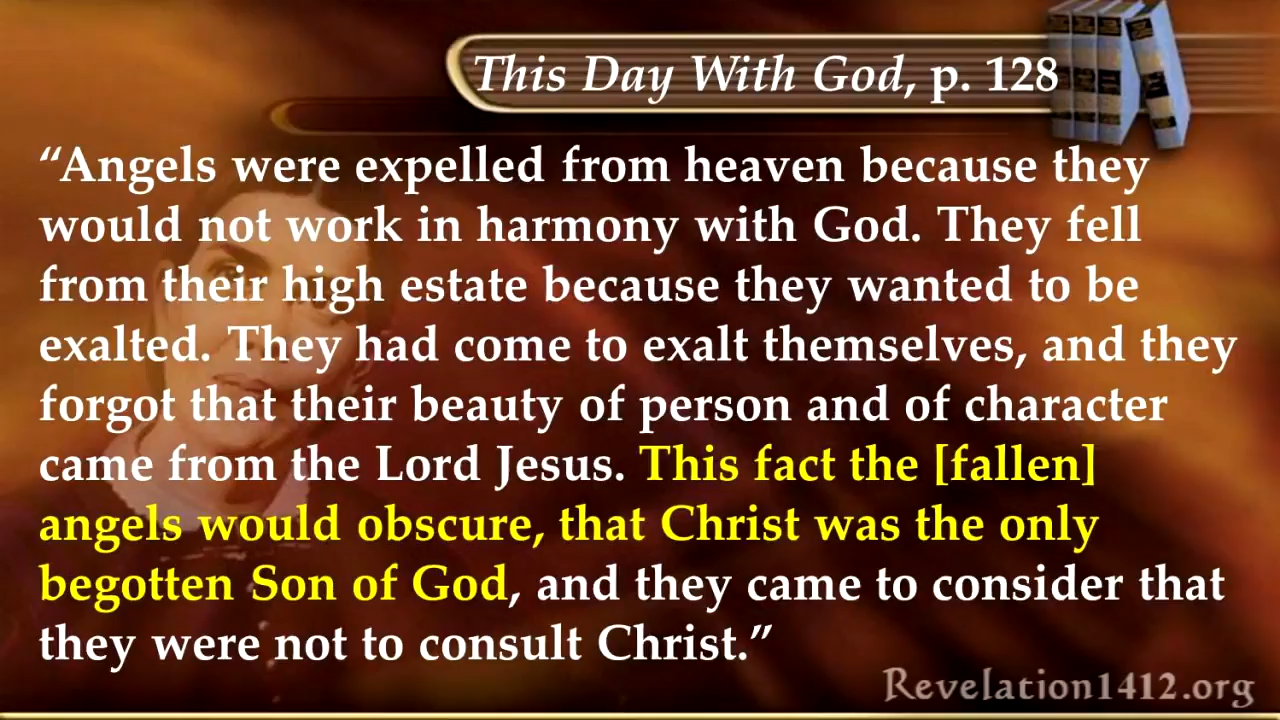 This Day With God, p. 128
“Angels were expelled from heaven because they
would not work in harmony with God. They fell
from their high estate because they wanted to be
exalted. They had come to exalt themselves, and they
forgot that their beauty of person and of character
came from the Lord Jesus. This fact the [fallen]
angels would obscure, that Christ was the only
begotten Son of God, and they came to consider that
they were not to consult Christ.”
Revelation1412.org